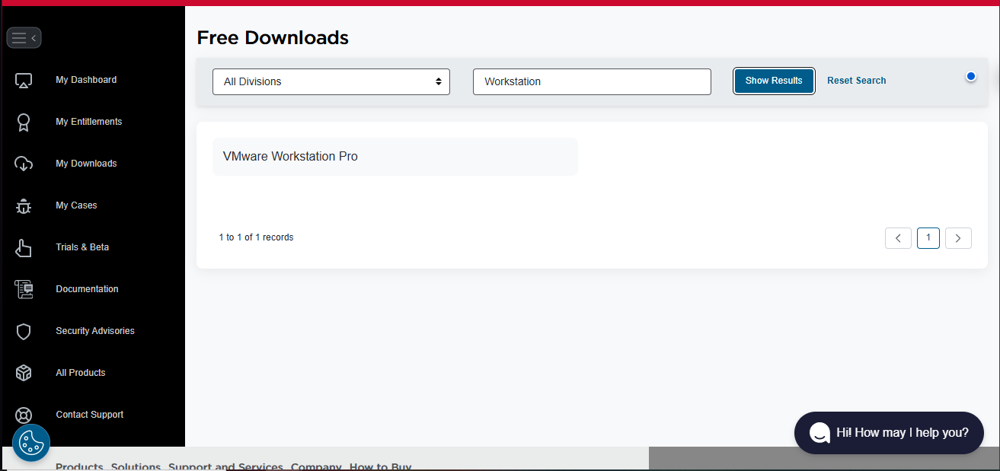 Free Downloads
All Divisions
Workstation
Show Results
Reset Search
My Dashboard
My Entitlements
My Downloads
My Cases
Trials & Beta
Documentation
Security Advisories
All Products
Contact Support
VMware Workstation Pro
1 to 1 of 1 records
1
Hi! How may I help you?
Products Solutions Support and Services Company How to Buy